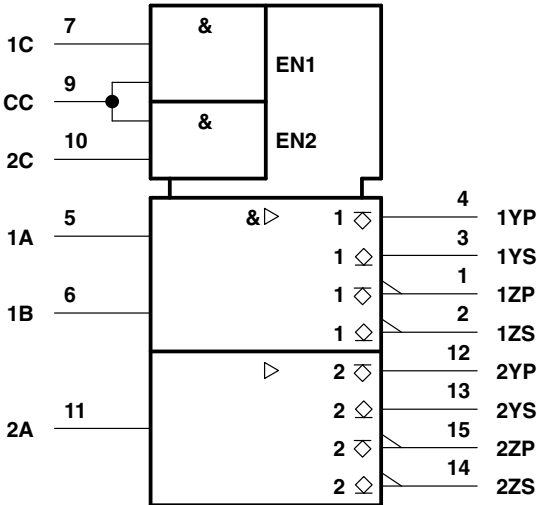 7 &
1C
EN1
9
CC
&
10 EN2
2C
5 &▷ 1 4 1YP
1A
1 3 1YS
6 1 1 1ZP
1B
1 2 1ZS
▷ 2 12 2YP
11 2 13 2YS
2A
2 15 2ZP
2 14 2ZS